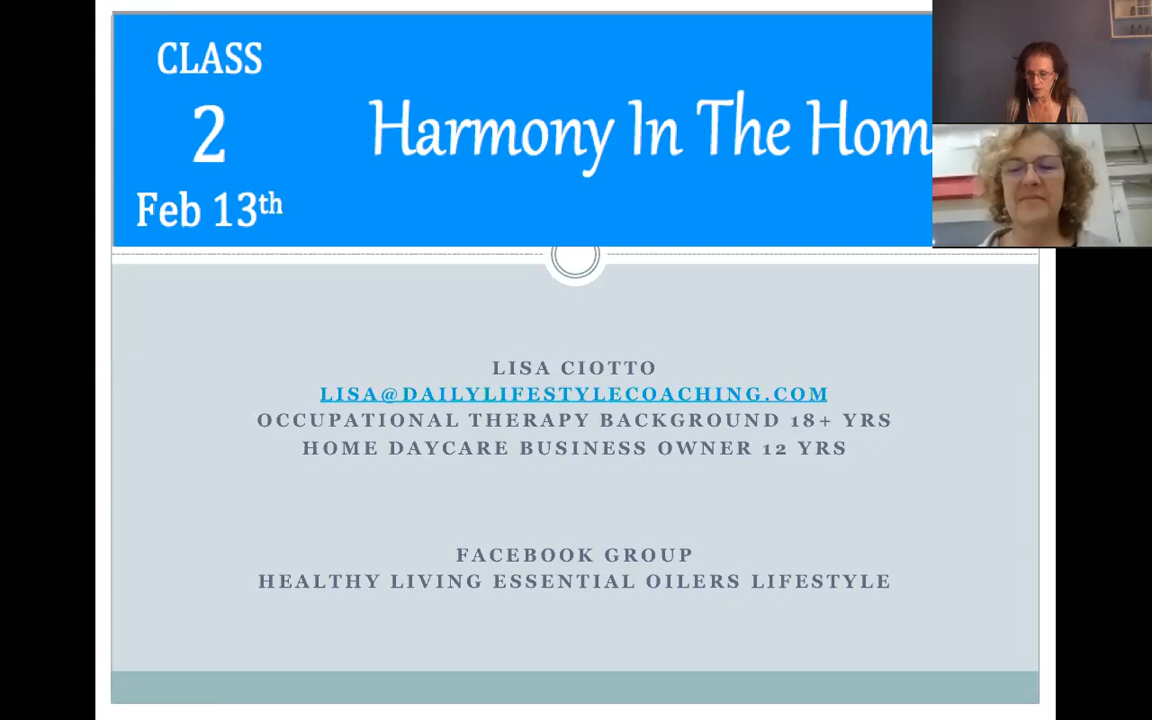 CLASS
2
Feb 13th
Harmony In The Hom
LISA CIOTTO
LISA@DAILYLIFESTYLECOACHING.COM
OCCUPATIONAL THERAPY BACKGROUND 18+ YRS
HOME DAYCARE BUSINESS OWNER 12 YRS
FACEBOOK GROUP
HEALTHY LIVING ESSENTIAL OILERS LIFESTYLE